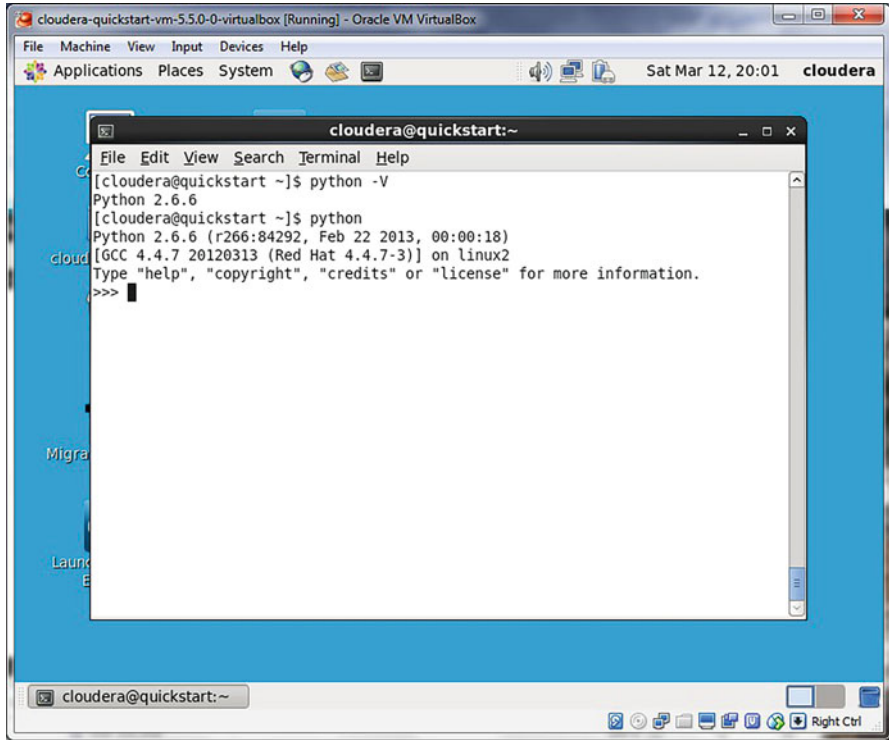 cloudera-quickstart-vm-5.5.0-0-virtualbox [Running] - Oracle VM VirtualBox
File Machine View Input Devices Help
Applications Places System Sat Mar 12, 20:01 cloudera
cloudera@quickstart:~
File Edit View Search Terminal Help
[cloudera@quickstart ~]$ python -V
Python 2.6.6
[cloudera@quickstart ~]$ python
Python 2.6.6 (r266:84292, Feb 22 2013, 00:00:18)
[GCC 4.4.7 20120313 (Red Hat 4.4.7-3)] on linux2
Type "help", "copyright", "credits" or "license" for more information.
>>>
cloud
Migra
Laun
E
cloudera@quickstart:~
Right Ctrl